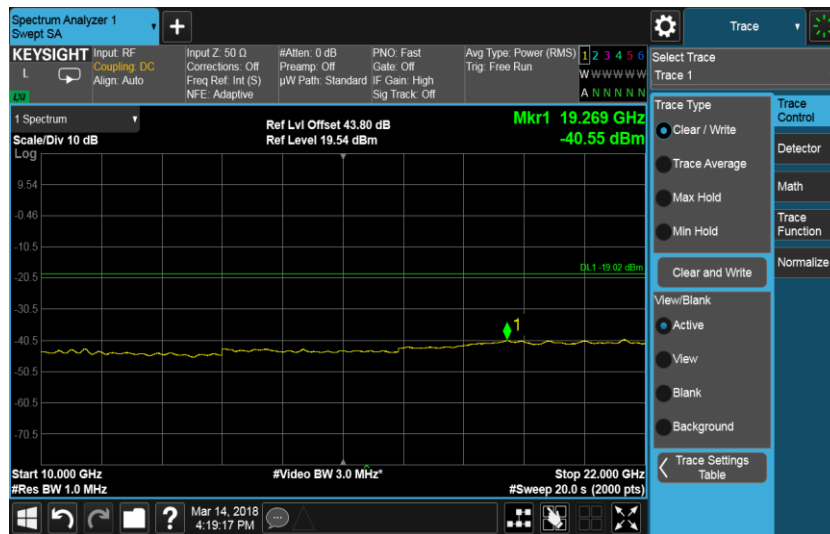 Spectrum Analyzer 1
Swept SA
Trace
KEYSIGHT
L
LXI
Input: RF
Coupling: DC
Align: Auto
Input Z: 50 Ω
Corrections: Off
Freq Ref: Int (S)
NFE: Adaptive
#Atten: 0 dB
Preamp: Off
µW Path: Standard
PNO: Fast
Gate: Off
IF Gain: High
Sig Track: Off
Avg Type: Power (RMS)
Trig: Free Run
1 2 3 4 5 6
W W W W W W
A N N N N N
Select Trace
Trace 1
1 Spectrum
Scale/Div 10 dB
Ref Lvl Offset 43.80 dB
Ref Level 19.54 dBm
Mkr1 19.269 GHz
-40.55 dBm
Log
9.54
-0.46
-10.5
-20.5
-30.5
-40.5
-50.5
-60.5
-70.5
DL1 -19.02 dBm
1
Start 10.000 GHz
#Res BW 1.0 MHz
#Video BW 3.0 MHz*
Stop 22.000 GHz
#Sweep 20.0 s (2000 pts)
Trace Type
Clear / Write
Trace Average
Max Hold
Min Hold
Clear and Write
View/Blank
Active
View
Blank
Background
Trace Settings
Table
Trace
Control
Detector
Math
Trace
Function
Normalize
?
Mar 14, 2018
4:19:17 PM